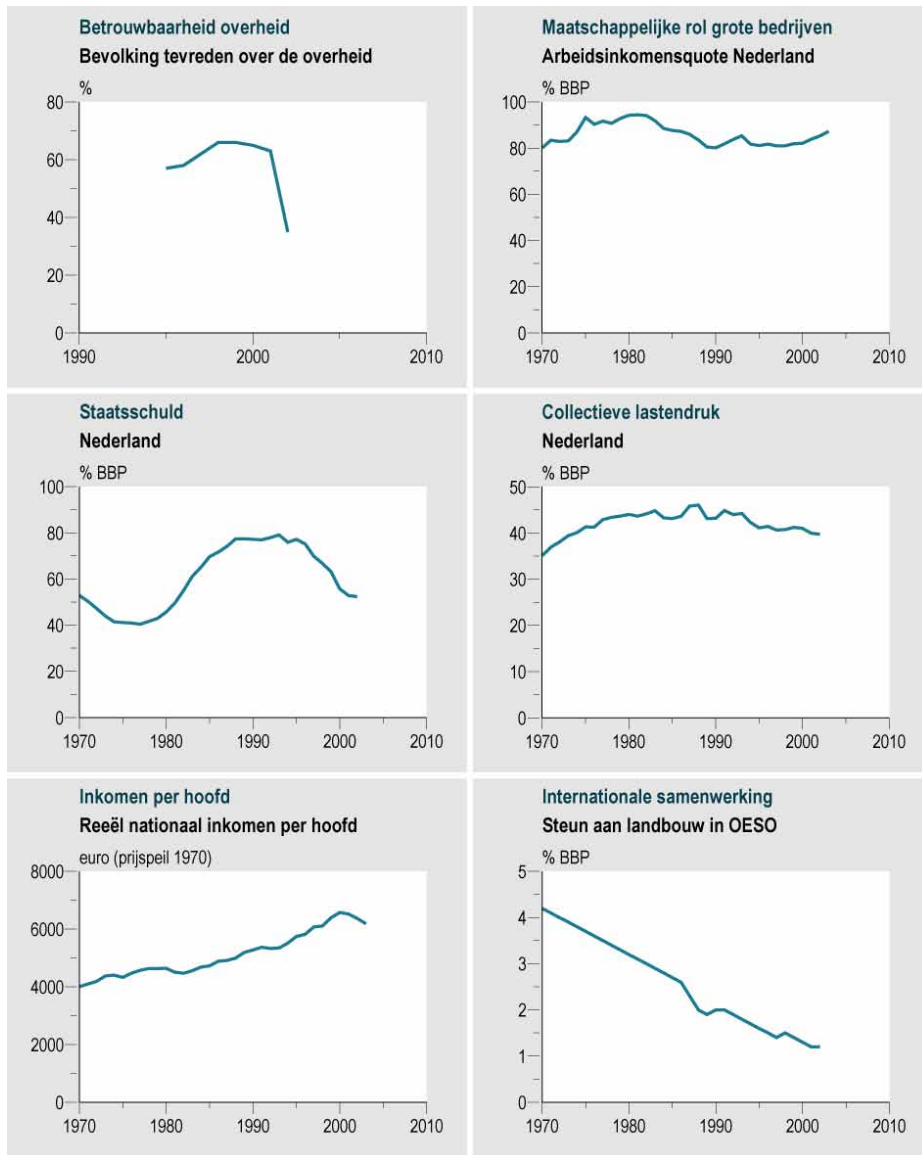 Betrouwbaarheid overheid
Bevolking tevreden over de overheid
%
80
60
40
20
0
1990 2000 2010
Maatschappelijke rol grote bedrijven
Arbeidsinkomensquote Nederland
% BBP
100
80
60
40
20
0
1970 1980 1990 2000 2010
Staatsschuld
Nederland
% BBP
100
80
60
40
20
0
1970 1980 1990 2000 2010
Collectieve lastendruk
Nederland
% BBP
50
40
30
20
10
0
1970 1980 1990 2000 2010
Inkomen per hoofd
Reeël nationaal inkomen per hoofd
euro (prijspeil 1970)
8000
6000
4000
2000
0
1970 1980 1990 2000 2010
Internationale samenwerking
Steun aan landbouw in OESO
% BBP
5
4
3
2
1
0
1970 1980 1990 2000 2010